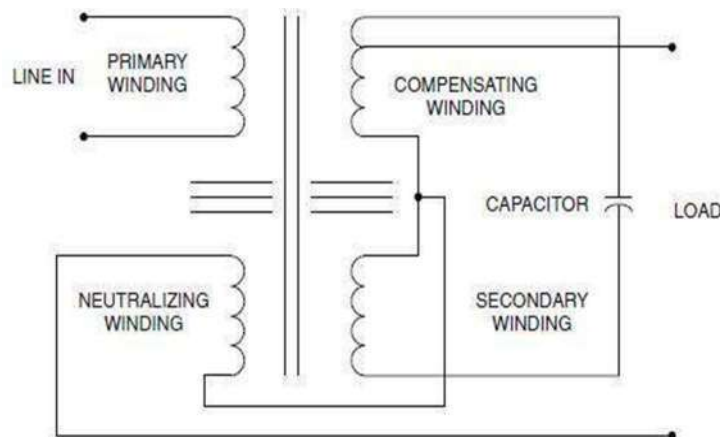 LINE IN
PRIMARY
WINDING
COMPENSATING
WINDING
CAPACITOR
LOAD
NEUTRALIZING
WINDING
SECONDARY
WINDING